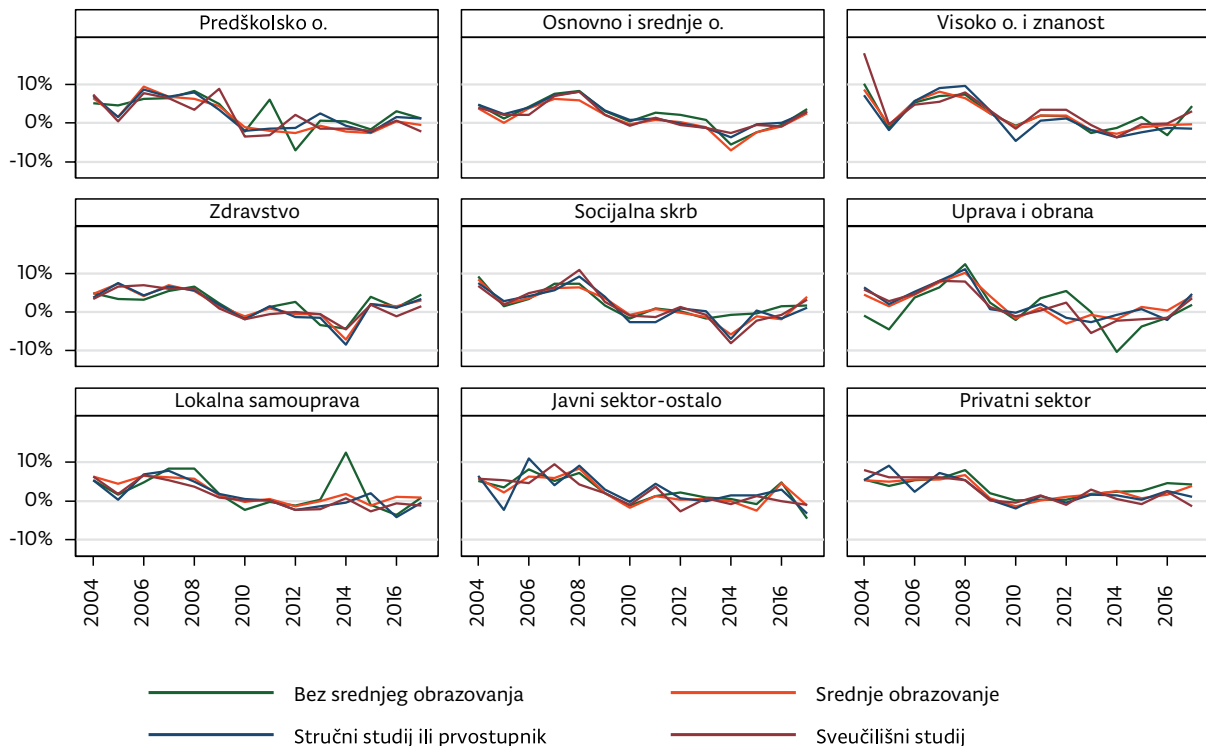 Predškolsko o.
Osnovno i srednje o.
Visoko o. i znanost
10%
0%
-10%
Zdravstvo
Socijalna skrb
Uprava i obrana
10%
0%
-10%
Lokalna samouprava
Javni sektor-ostalo
Privatni sektor
10%
0%
-10%
2004 2006 2008 2010 2012 2014 2016
2004 2006 2008 2010 2012 2014 2016
2004 2006 2008 2010 2012 2014 2016
Bez srednjeg obrazovanja
Srednje obrazovanje
Stručni studij ili prvostupnik
Sveučilišni studij